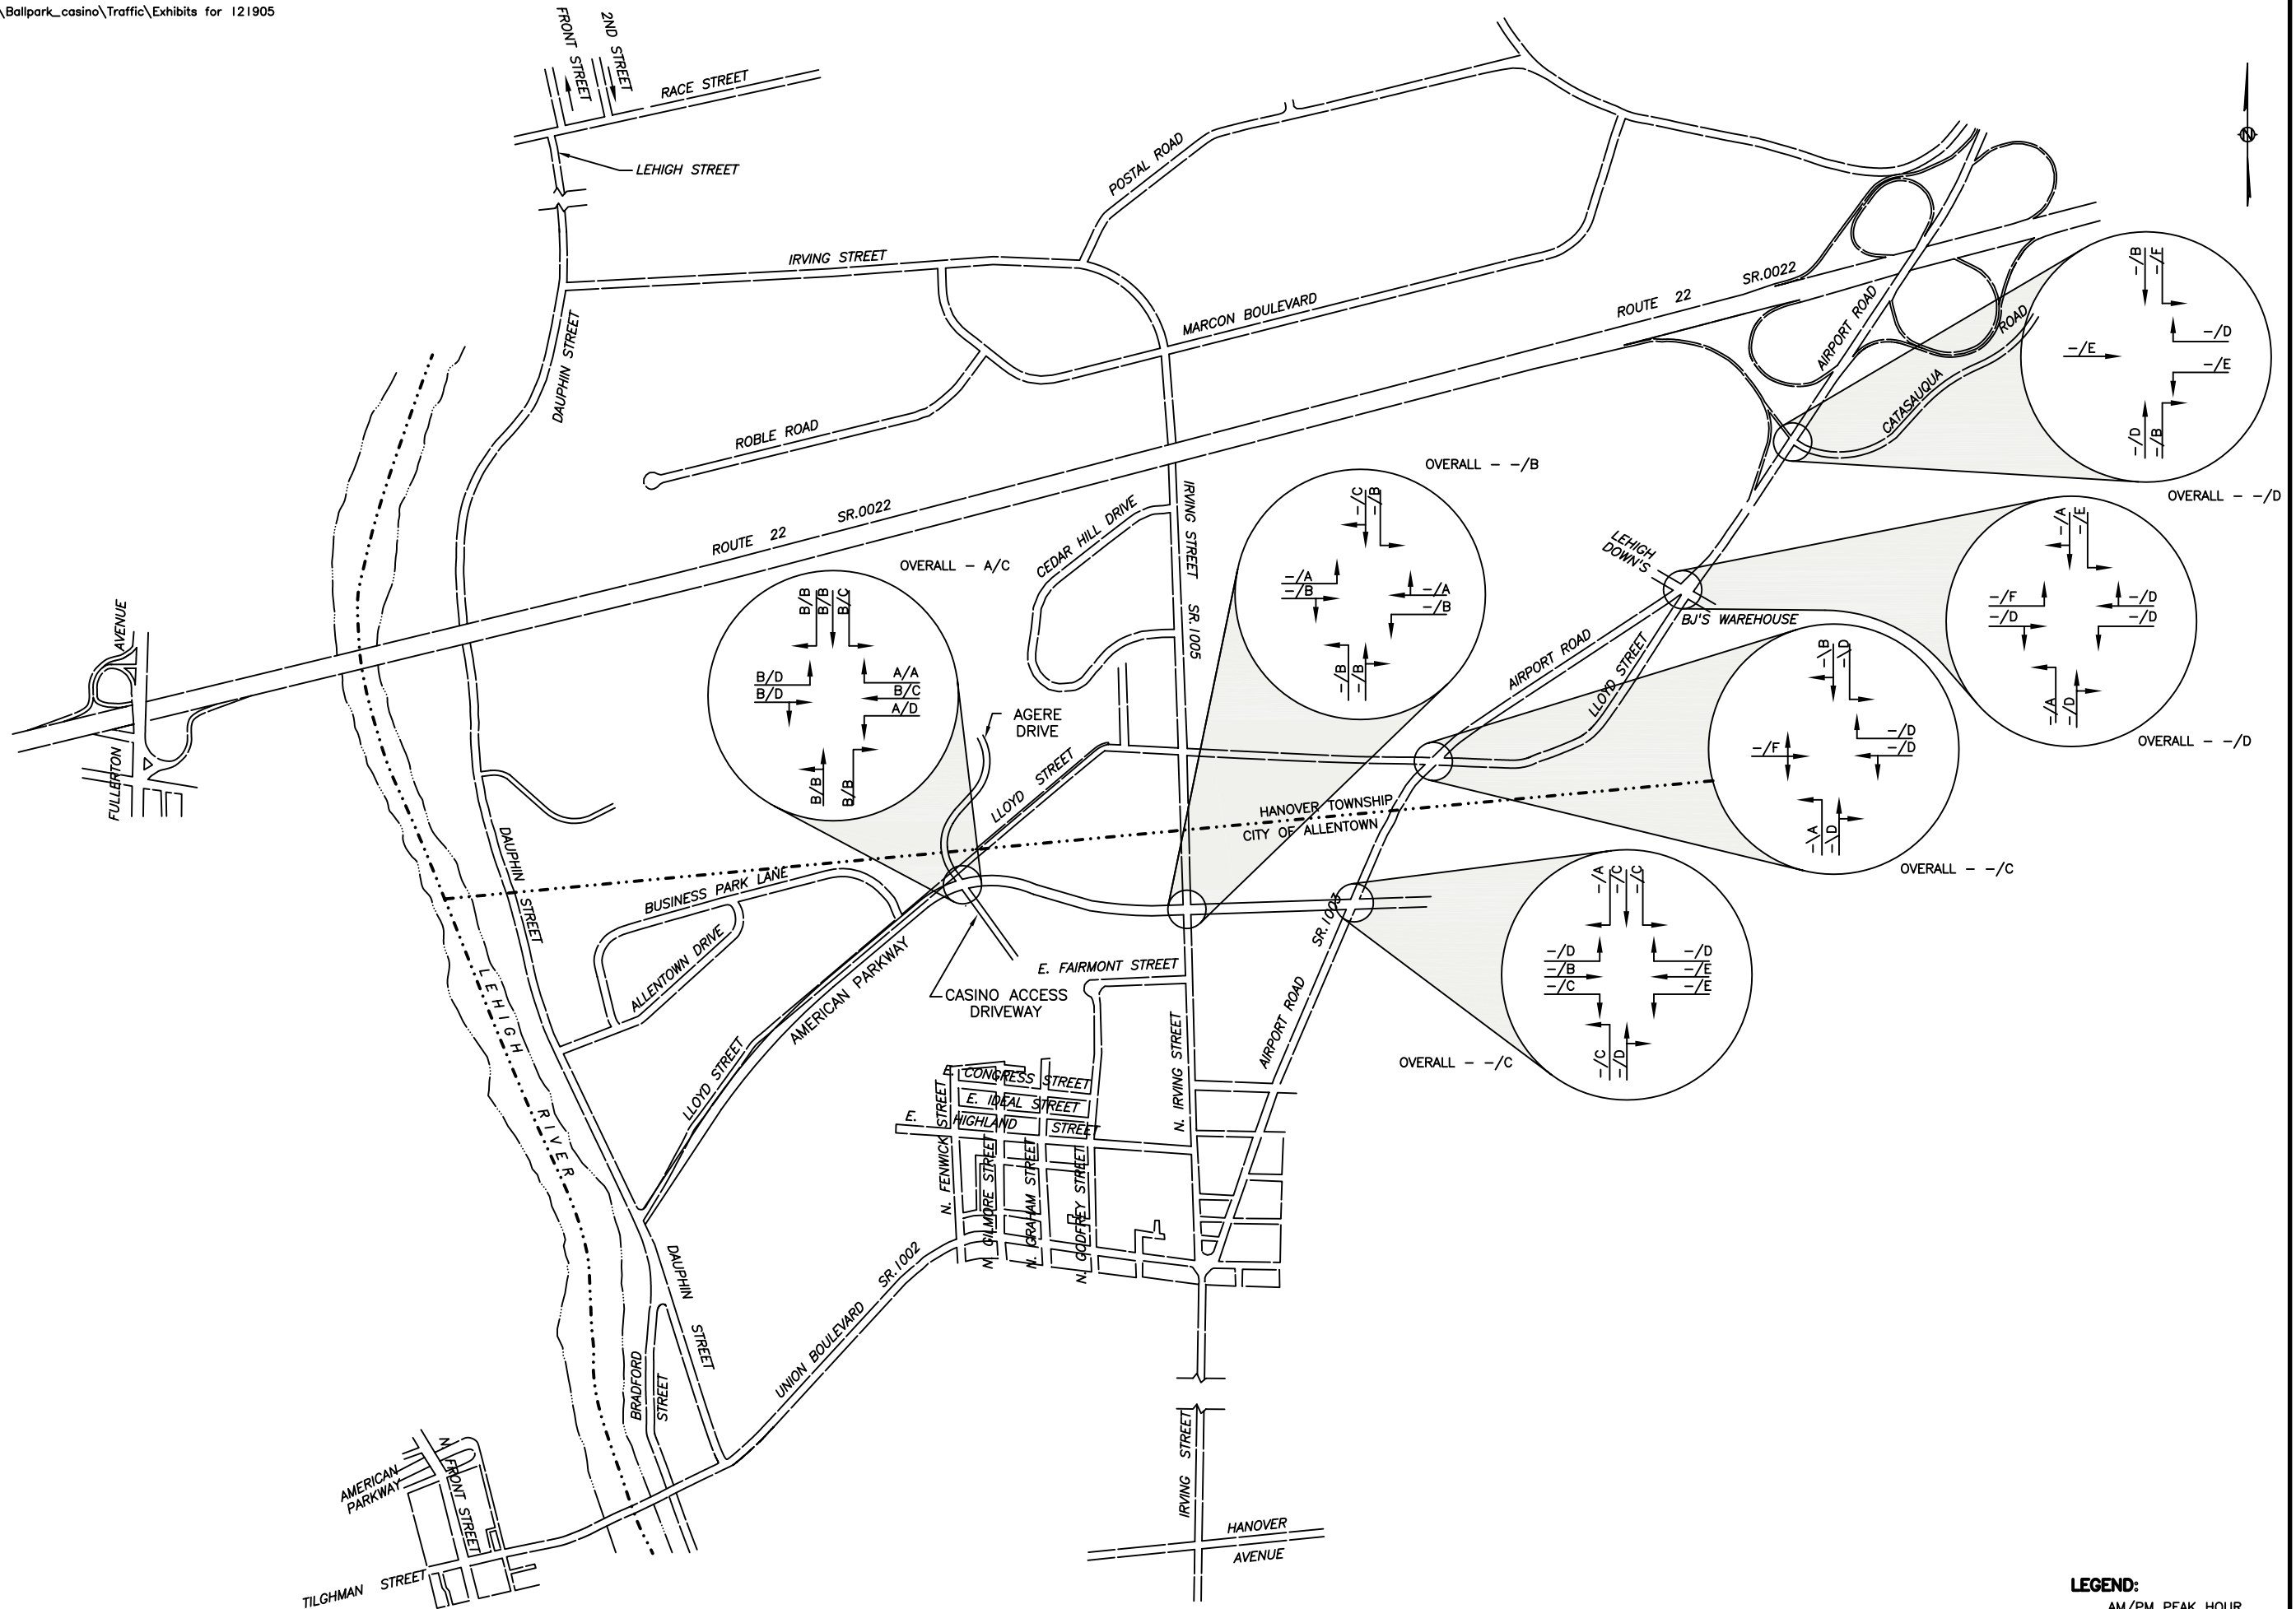 \Ballpark_casino\Traffic\Exhibits for 121905
FRONT STREET
2ND STREET
RACE STREET
LEHIGH STREET
POSTAL ROAD
IRVING STREET
DAUPHIN STREET
MARCON BOULEVARD
ROUTE 22
SR.0022
AIRPORT ROAD
CATASAUQUA
ROAD
-/B
-/E
-/D
-/E
-/E
-/D
-/B
OVERALL - -/D
ROBLE ROAD
ROUTE 22
SR.0022
CEDAR HILL DRIVE
IRVING STREET
SR.1005
OVERALL - -/B
-/C
-/B
-/A
-/B
-/A
-/B
-/B
-/B
OVERALL - A/C
B/B
B/B
B/C
B/D
B/D
A/A
B/C
A/D
B/B
B/B
LEHIGH
DOWN'S
BJ'S WAREHOUSE
-/A
-/E
-/F
-/D
-/D
-/D
-/A
-/D
OVERALL - -/D
AVENUE
FULLERTON
AGERE
DRIVE
LLOYD STREET
AIRPORT ROAD
LLOYD STREET
-/B
-/D
-/F
-/D
-/D
-/A
-/D
OVERALL - -/C
HANOVER TOWNSHIP
CITY OF ALLENTOWN
DAUPHIN STREET
BUSINESS PARK LANE
ALLENTOWN DRIVE
AMERICAN PARKWAY
LLOYD STREET
CASINO ACCESS
DRIVEWAY
E. FAIRMONT STREET
SR.1003
AIRPORT ROAD
N. IRVING STREET
-/A
-/C
-/C
-/D
-/B
-/C
-/D
-/E
-/E
-/C
-/D
OVERALL - -/C
LEHIGH RIVER
E. CONGRESS STREET
E. IDEAL STREET
E. HIGHLAND STREET
N. FENWICK STREET
N. GILMORE STREET
N. GRAHAM STREET
N. GODFREY STREET
UNION BOULEVARD
SR.1002
DAUPHIN STREET
BRADFORD
STREET
AMERICAN
PARKWAY
N. FRONT STREET
TILGHMAN STREET
IRVING STREET
HANOVER
AVENUE
LEGEND:
AM/PM PEAK HOUR